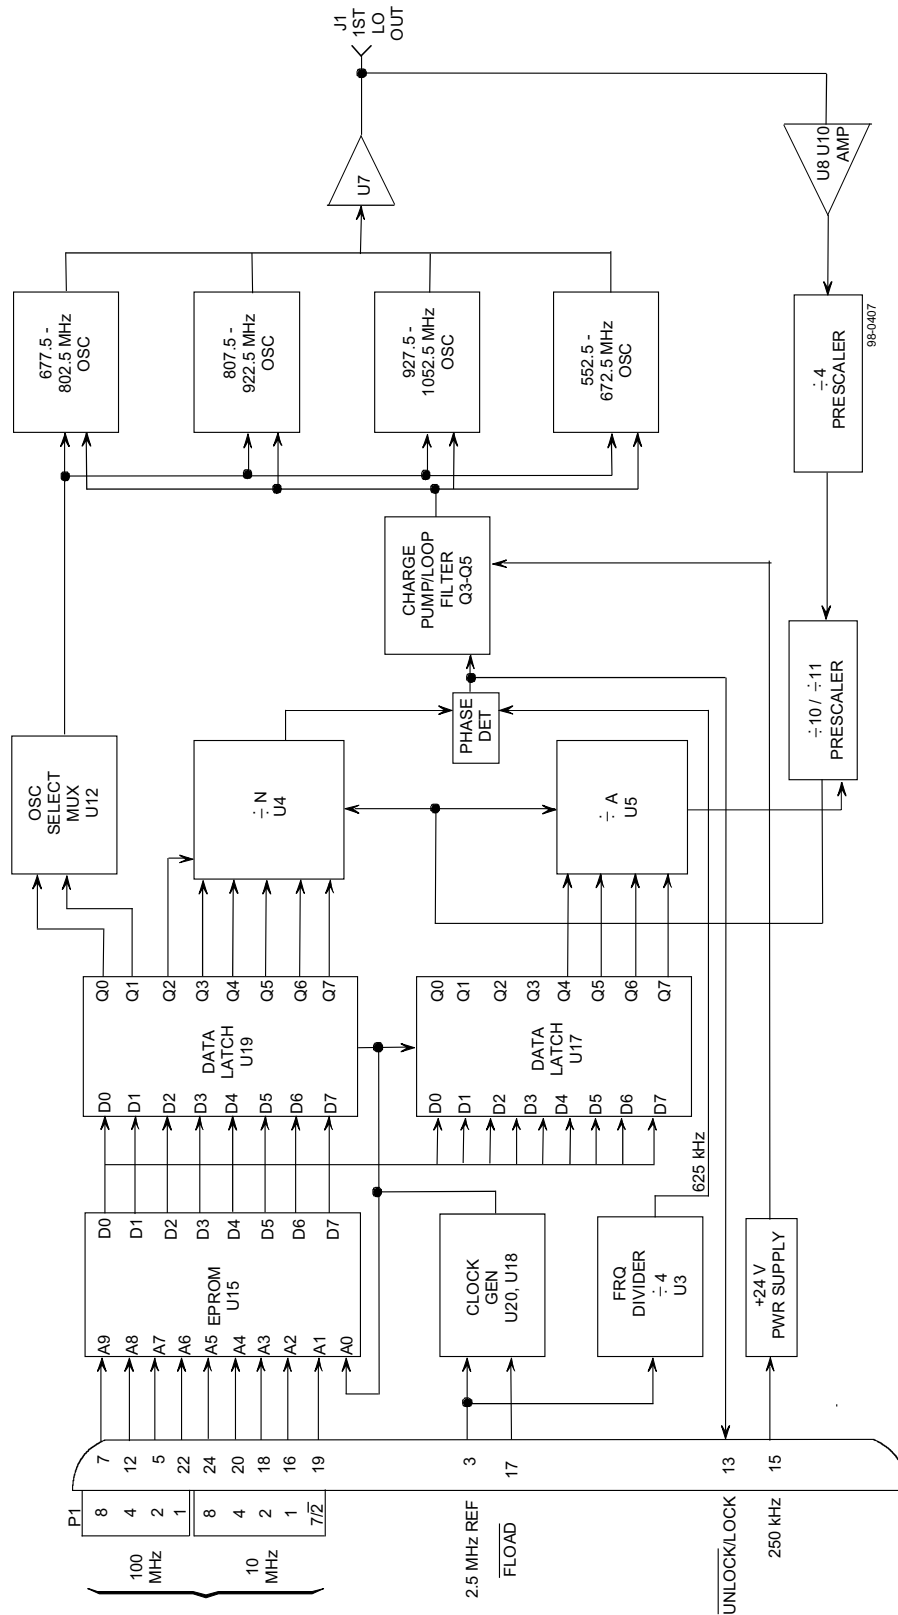 P1
100
MHz
10
MHz
8
4
2
1
8
4
2
1
7/2
7
12
5
22
24
20
18
16
19
2.5 MHz REF
3
FLOAD
17
UNLOCK/LOCK
13
250 kHz
15
A9
A8
A7
A6
A5
A4
A3
A2
A1
A0
EPROM
U15
D0
D1
D2
D3
D4
D5
D6
D7
CLOCK
GEN
U20, U18
FRQ
DIVIDER
÷ 4
U3
625 kHz
+24 V
PWR SUPPLY
D0
D1
D2
D3
D4
D5
D6
D7
DATA
LATCH
U19
Q0
Q1
Q2
Q3
Q4
Q5
Q6
Q7
D0
D1
D2
D3
D4
D5
D6
D7
DATA
LATCH
U17
Q0
Q1
Q2
Q3
Q4
Q5
Q6
Q7
OSC
SELECT
MUX
U12
÷ N
U4
÷ A
U5
PHASE
DET
CHARGE
PUMP/LOOP
FILTER
Q3-Q5
677.5 -
802.5 MHz
OSC
807.5 -
922.5 MHz
OSC
927.5 -
1052.5 MHz
OSC
552.5 -
672.5 MHz
OSC
U7
J1
1ST
LO
OUT
U8 U10
AMP
÷ 4
PRESCALER
÷10 / ÷11
PRESCALER
98-0407